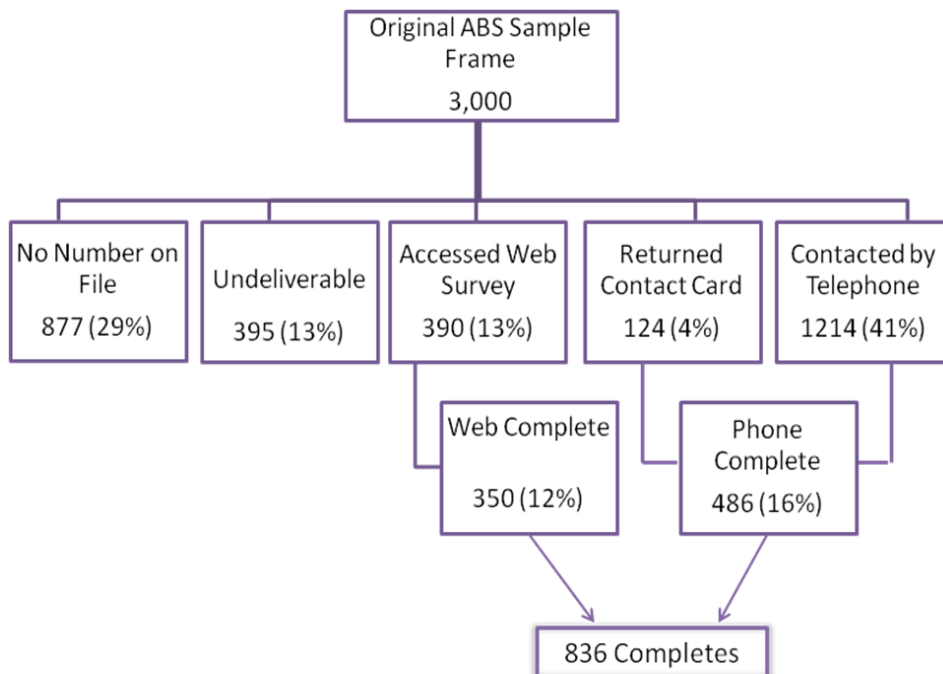 Original ABS Sample
Frame
3,000
No Number on
File
877 (29%)
Undeliverable
395 (13%)
Accessed Web
Survey
390 (13%)
Returned
Contact Card
124 (4%)
Contacted by
Telephone
1214 (41%)
Web Complete
350 (12%)
Phone
Complete
486 (16%)
836 Completes